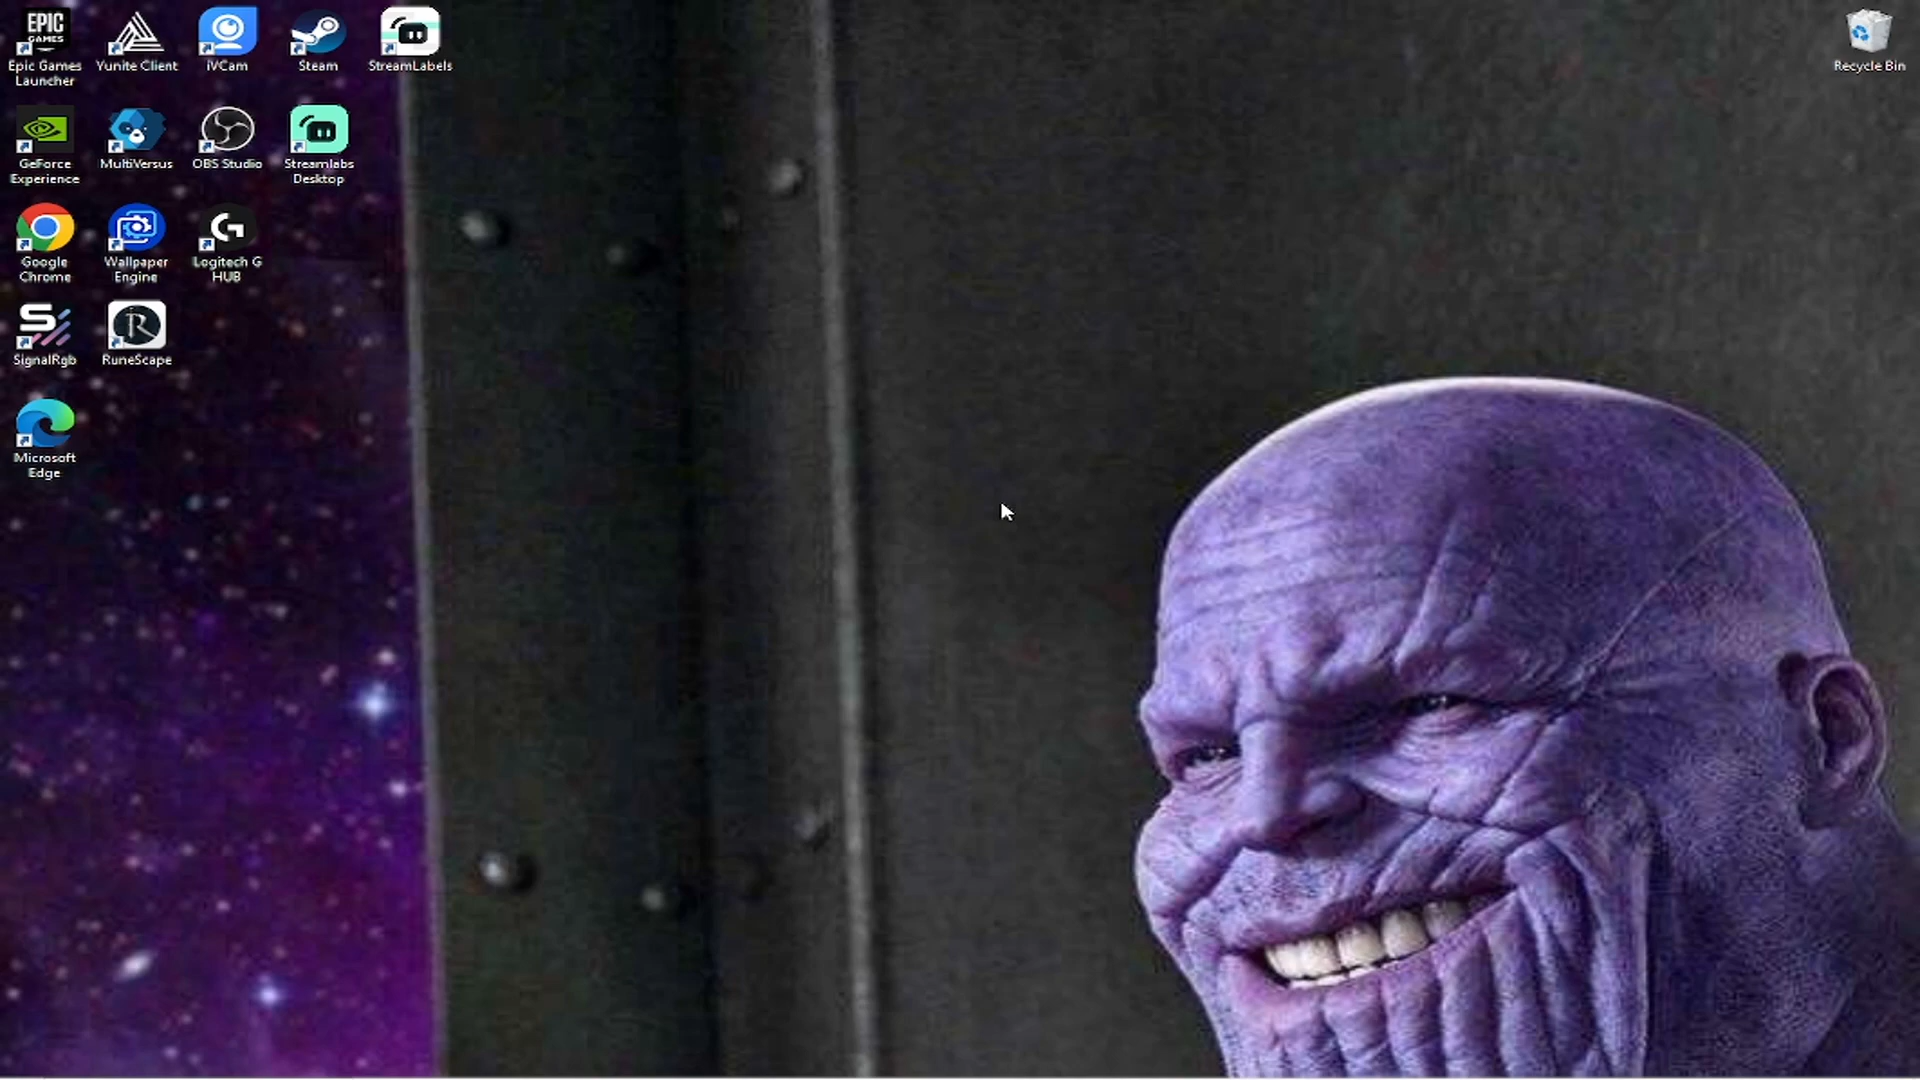 EPIC
GAMES
Epic Games
Launcher
Yunite Client
iVCam
Steam
StreamLabels
Recycle Bin
GeForce
Experience
MultiVersus
OBS Studio
Streamlabs
Desktop
Google
Chrome
Wallpaper
Engine
Logitech G
HUB
SignalRgb
RuneScape
Microsoft
Edge